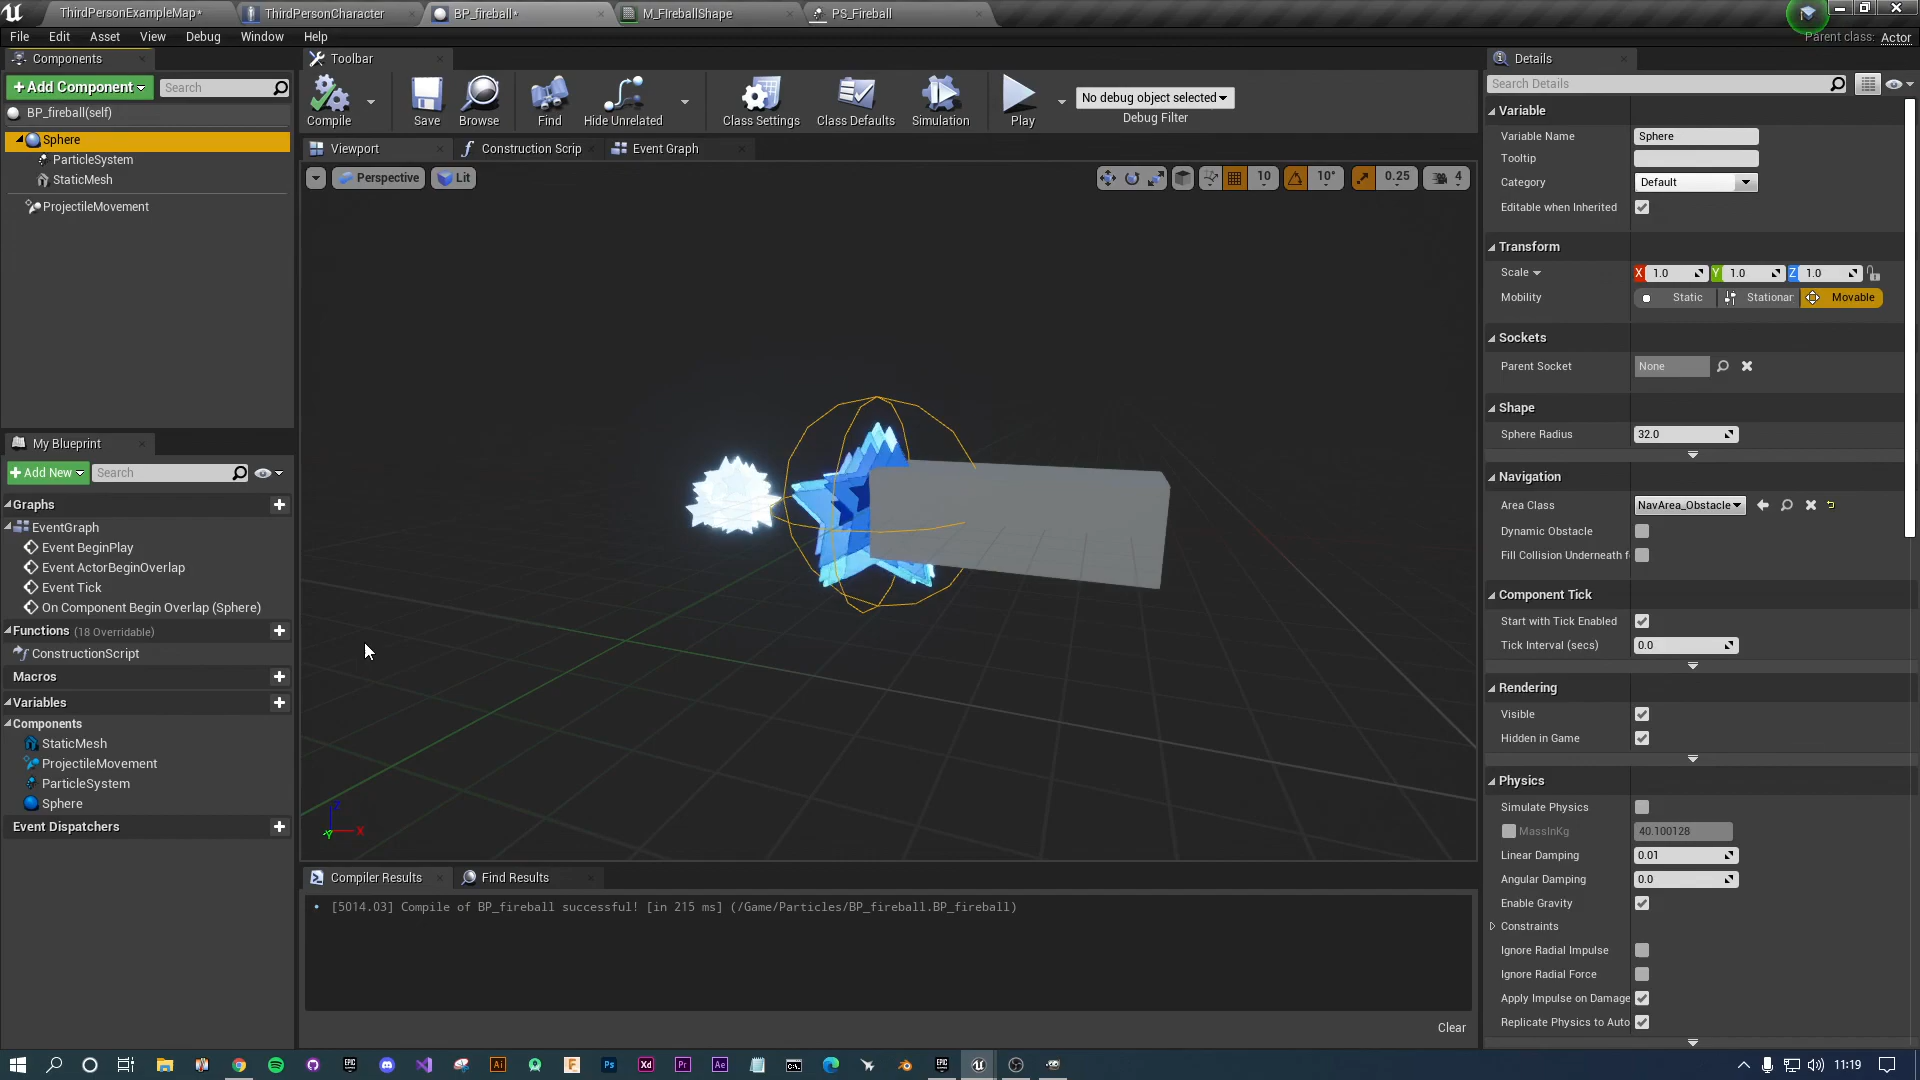 ThirdPersonExampleMap*
ThirdPersonCharacter
BP_fireball*
M_FireballShape
PS_Fireball
File Edit Asset View Debug Window Help
Parent class: Actor
Components
+Add Component
Search
BP_fireball(self)
Sphere
ParticleSystem
StaticMesh
ProjectileMovement
My Blueprint
+Add New
Search
Graphs
EventGraph
Event BeginPlay
Event ActorBeginOverlap
Event Tick
On Component Begin Overlap (Sphere)
Functions (18 Overridable)
ConstructionScript
Macros
Variables
Components
StaticMesh
ProjectileMovement
ParticleSystem
Sphere
Event Dispatchers
Toolbar
Compile
Save
Browse
Find
Hide Unrelated
Class Settings
Class Defaults
Simulation
Play
No debug object selected
Debug Filter
Viewport
Construction Scrip
Event Graph
Perspective
Lit
10
10°
0.25
4
Z
X
Y
Compiler Results
Find Results
[5014.03] Compile of BP_fireball successful! [in 215 ms] (/Game/Particles/BP_fireball.BP_fireball)
Clear
Details
Search Details
Variable
Variable Name Sphere
Tooltip
Category Default
Editable when Inherited
Transform
Scale X 1.0 Y 1.0 Z 1.0
Mobility Static Stationar Movable
Sockets
Parent Socket None
Shape
Sphere Radius 32.0
Navigation
Area Class NavArea_Obstacle
Dynamic Obstacle
Fill Collision Underneath f
Component Tick
Start with Tick Enabled
Tick Interval (secs) 0.0
Rendering
Visible
Hidden in Game
Physics
Simulate Physics
MassInKg 40.100128
Linear Damping 0.01
Angular Damping 0.0
Enable Gravity
Constraints
Ignore Radial Impulse
Ignore Radial Force
Apply Impulse on Damage
Replicate Physics to Auto
EPIC
Ai
F
Ps
Xd
Pr
Ae
EPIC
11:19